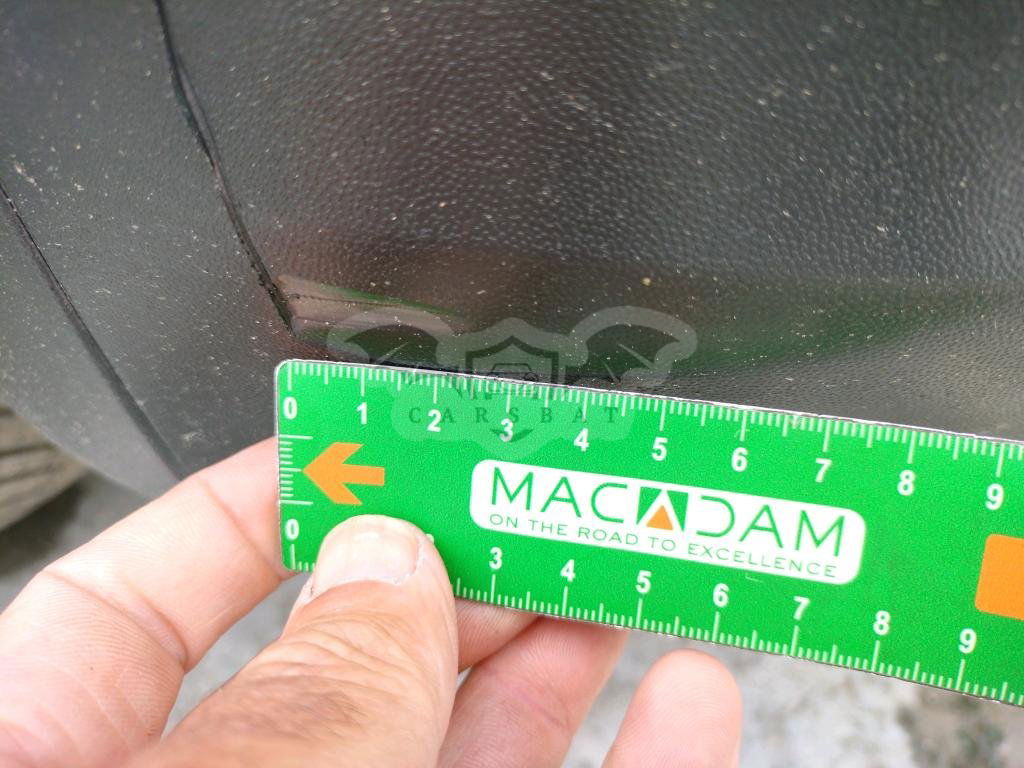 0 1 2 3 4 5 6 7 8 9
CARSBAT
MACADAM
ON THE ROAD TO EXCELLENCE
0 3 4 5 6 7 8 9